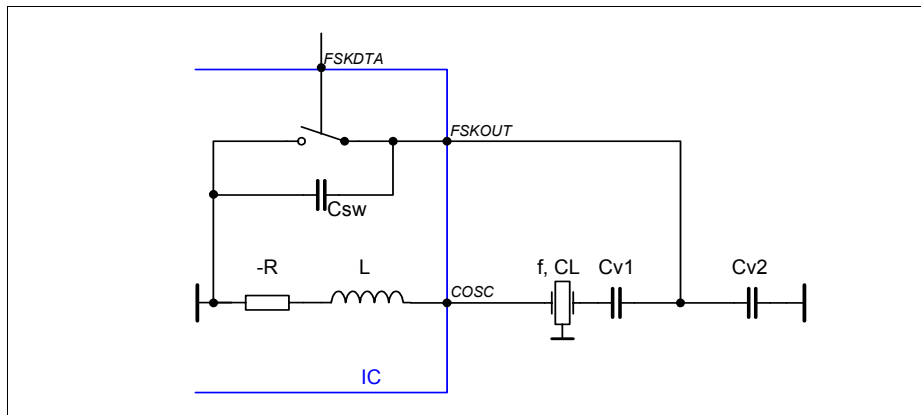 FSKDTA
FSKOUT
Csw
-R L f, CL Cv1 Cv2
COSC
IC